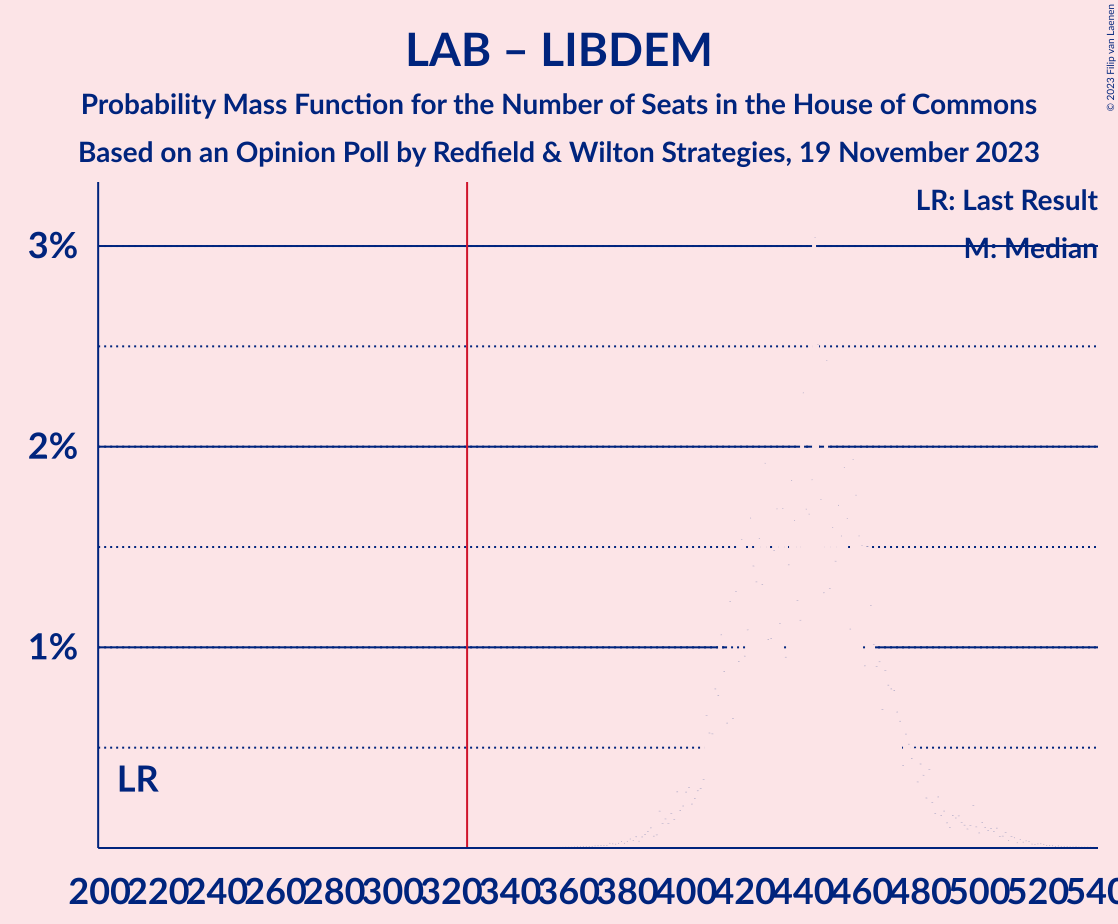 LAB – LIBDEM
Probability Mass Function for the Number of Seats in the House of Commons
Based on an Opinion Poll by Redfield & Wilton Strategies, 19 November 2023
© 2023 Filip van Laenen
LR: Last Result
M: Median
3%
2%
1%
LR
200 220 240 260 280 300 320 340 360 380 400 420 440 460 480 500 520 540